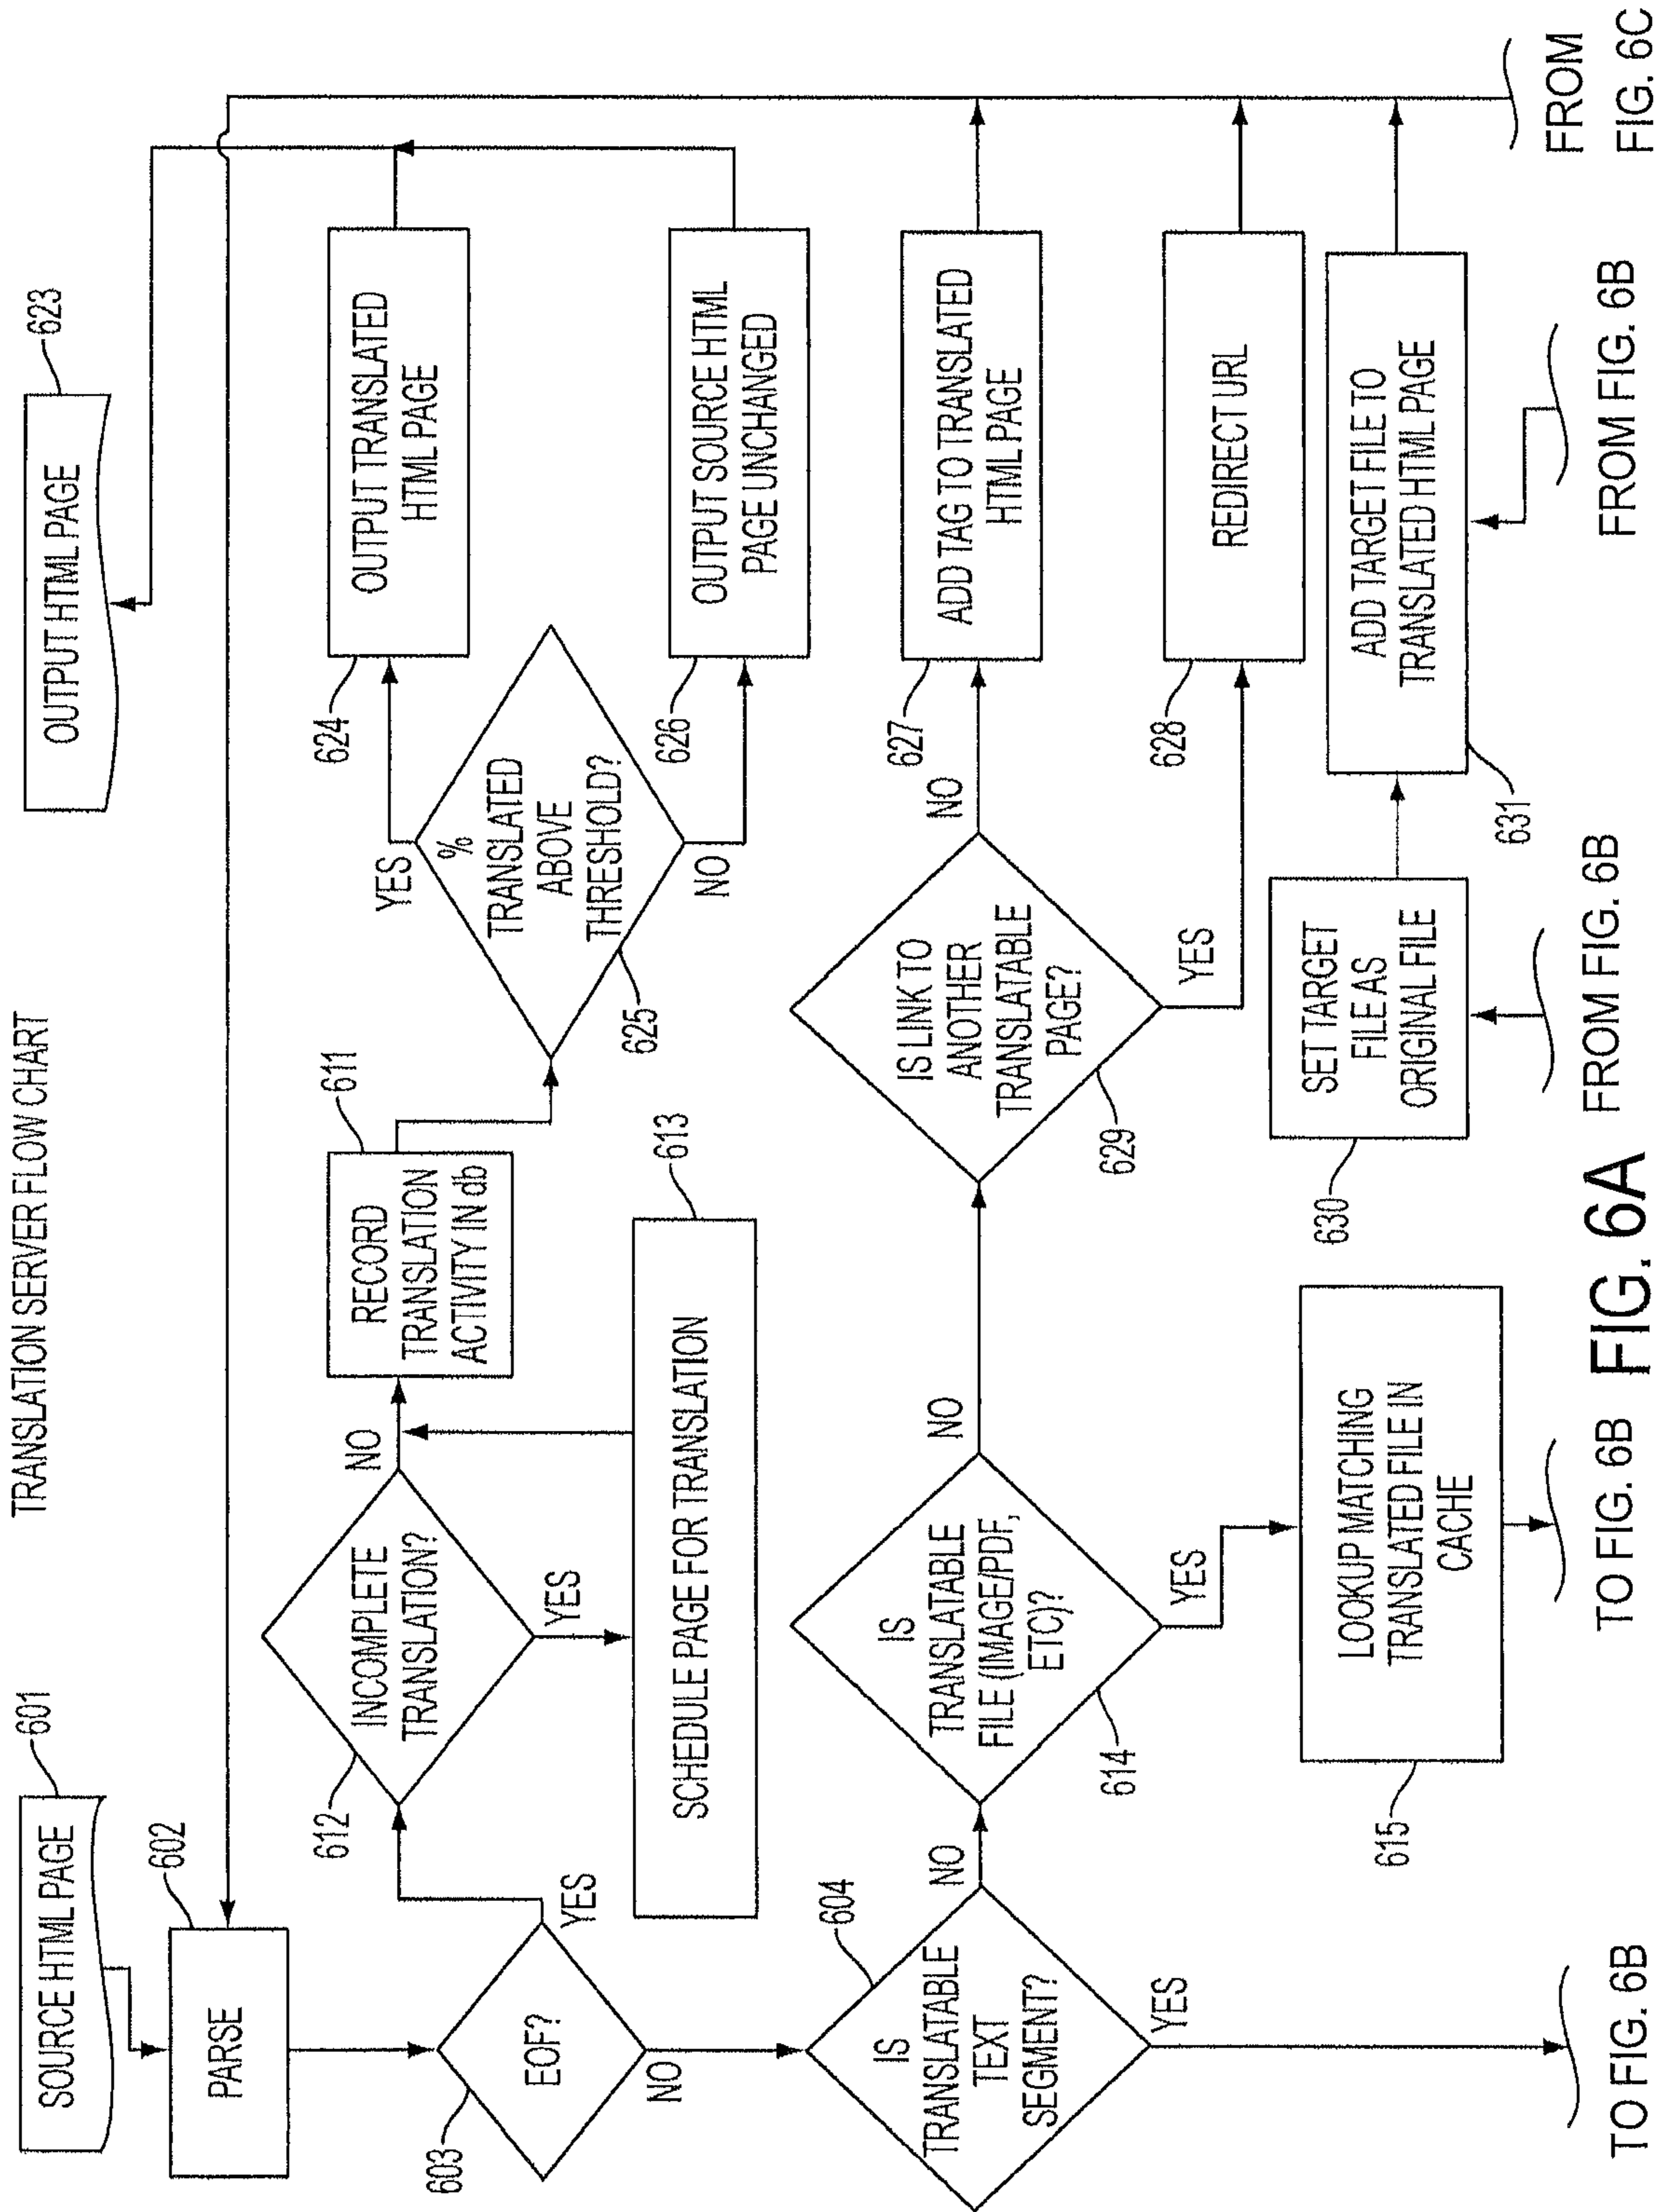 TRANSLATION SERVER FLOW CHART
SOURCE HTML PAGE
601
OUTPUT HTML PAGE
623
PARSE
602
EOF?
603
YES
NO
INCOMPLETE
TRANSLATION?
612
NO
YES
RECORD
TRANSLATION
ACTIVITY IN db
611
SCHEDULE PAGE FOR TRANSLATION
613
%
TRANSLATED
ABOVE
THRESHOLD?
625
YES
NO
OUTPUT TRANSLATED
HTML PAGE
624
OUTPUT SOURCE HTML
PAGE UNCHANGED
626
IS
TRANSLATABLE
TEXT
SEGMENT?
604
NO
YES
IS
TRANSLATABLE
FILE (IMAGE/PDF,
ETC)?
614
NO
YES
IS LINK TO
ANOTHER
TRANSLATABLE
PAGE?
629
NO
YES
ADD TAG TO TRANSLATED
HTML PAGE
627
REDIRECT URL
628
LOOKUP MATCHING
TRANSLATED FILE IN
CACHE
615
SET TARGET
FILE AS
ORIGINAL FILE
630
ADD TARGET FILE TO
TRANSLATED HTML PAGE
631
TO FIG. 6B
TO FIG. 6B
FIG. 6A
FROM FIG. 6B
FROM FIG. 6B
FROM
FIG. 6C